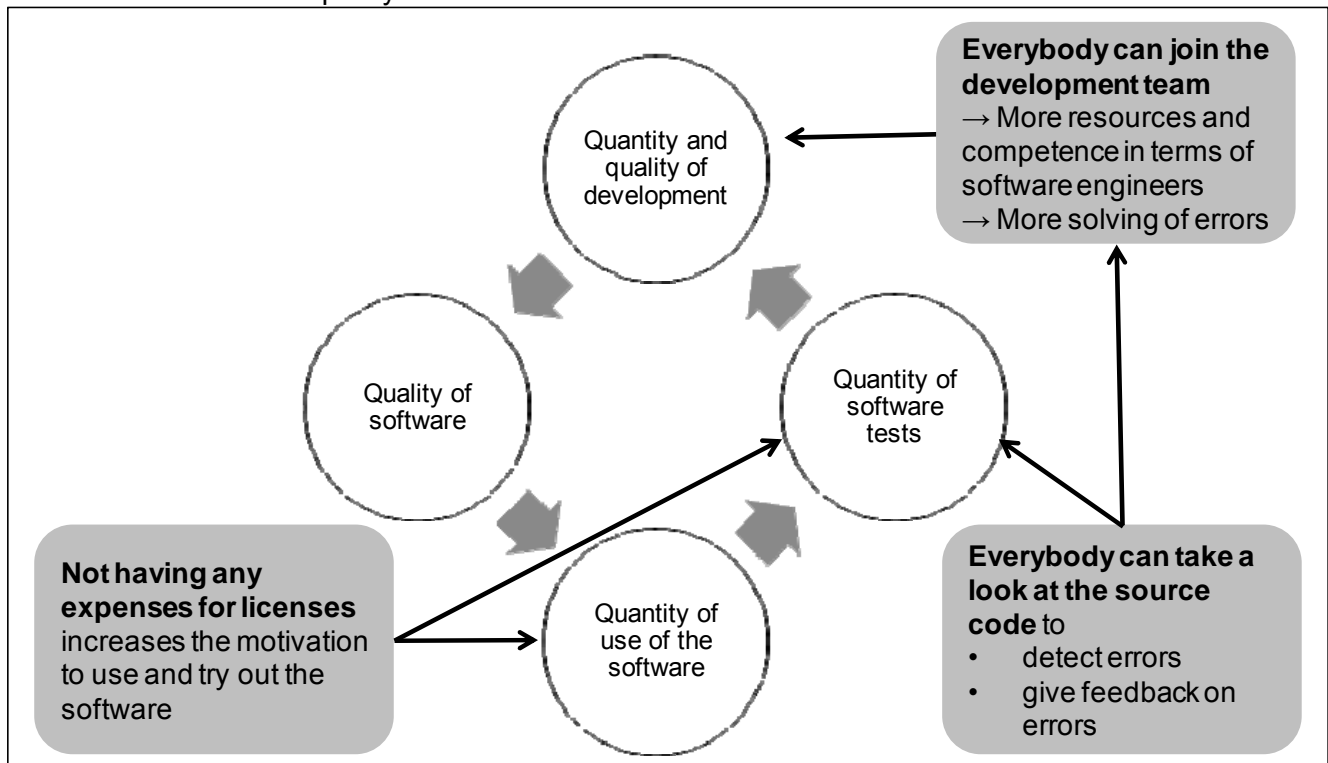 Everybody can join the
development team
→ More resources and
competence in terms of
software engineers
→ More solving of errors
Quantity and
quality of
development
Quality of
software
Quantity of
software
tests
Not having any
expenses for licenses
increases the motivation
to use and try out the
software
Quantity of
use of the
software
Everybody can take a
look at the source
code to
• detect errors
• give feedback on
errors